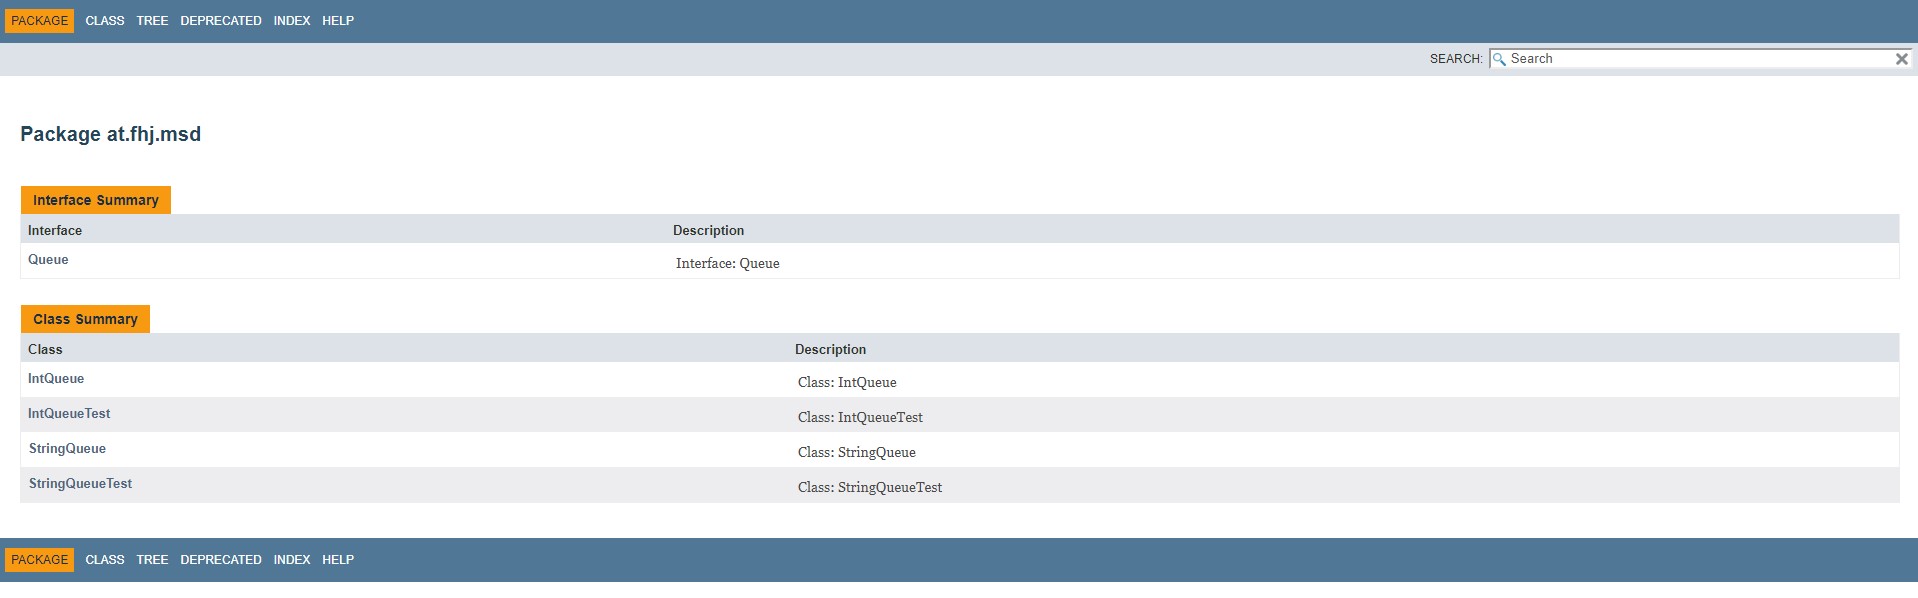 PACKAGE CLASS TREE DEPRECATED INDEX HELP
SEARCH: Search
Package at.fhj.msd
Interface Summary
Interface Description
Queue Interface: Queue
Class Summary
Class Description
IntQueue Class: IntQueue
IntQueueTest Class: IntQueueTest
StringQueue Class: StringQueue
StringQueueTest Class: StringQueueTest
PACKAGE CLASS TREE DEPRECATED INDEX HELP